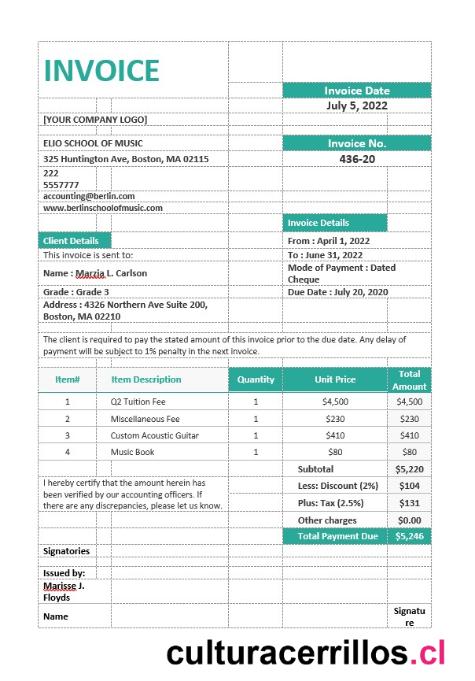 INVOICE
Invoice Date
July 5, 2022
[YOUR COMPANY LOGO]
ELIO SCHOOL OF MUSIC
Invoice No.
325 Huntington Ave, Boston, MA 02115
436-20
222
5557777
accounting@berlin.com
www.berlinschoolofmusic.com
Invoice Details
Client Details
From : April 1, 2022
This invoice is sent to:
To : June 31, 2022
Name : Marzia L. Carlson
Mode of Payment : Dated
Cheque
Grade : Grade 3
Due Date : July 20, 2020
Address : 4326 Northern Ave Suite 200,
Boston, MA 02210
The client is required to pay the stated amount of this invoice prior to the due date. Any delay of
payment will be subject to 1% penalty in the next invoice.
Item# Item Description Quantity Unit Price Total
Amount
1 Q2 Tuition Fee 1 $4,500 $4,500
2 Miscellaneous Fee 1 $230 $230
3 Custom Acoustic Guitar 1 $410 $410
4 Music Book 1 $80 $80
Subtotal $5,220
I hereby certify that the amount herein has
been verified by our accounting officers. If
there are any discrepancies, please let us know.
Less: Discount (2%) $104
Plus: Tax (2.5%) $131
Other charges $0.00
Total Payment Due $5,246
Signatories
Issued by:
Marisse J.
Floyds
Name
Signatu
re
culturacerrillos.cl